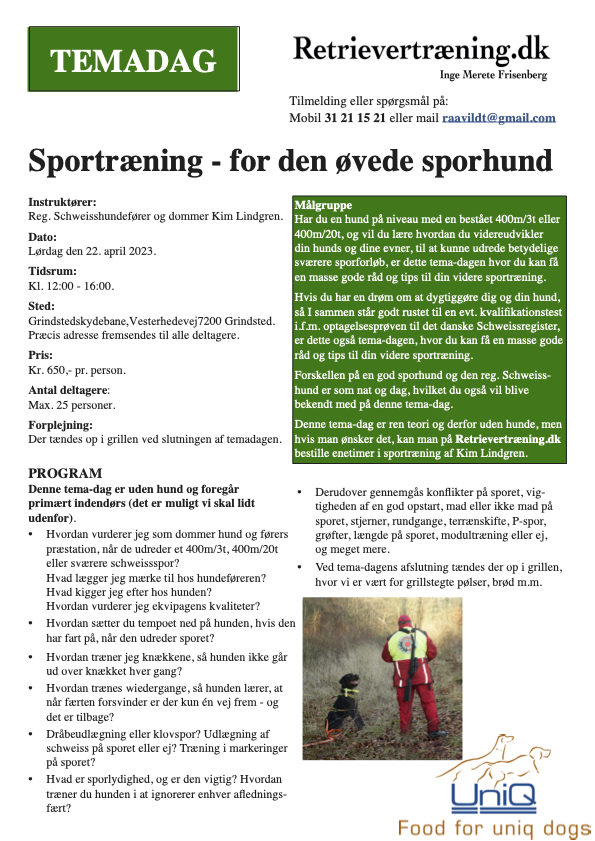 TEMADAG
Retrievertræning.dk
Inge Merete Frisenberg
Tilmelding eller spørgsmål på:
Mobil 31 21 15 21 eller mail raavildt@gmail.com
Sportræning - for den øvede sporhund
Instruktører:
Reg. Schweisshundefører og dommer Kim Lindgren.
Dato:
Lørdag den 22. april 2023.
Tidsrum:
Kl. 12:00 - 16:00.
Sted:
Grindstedskydebane,Vesterhedevej7200 Grindsted.
Præcis adresse fremsendes til alle deltagere.
Pris:
Kr. 650,- pr. person.
Antal deltagere:
Max. 25 personer.
Forplejning:
Der tændes op i grillen ved slutningen af temadagen.
Målgruppe
Har du en hund på niveau med en bestået 400m/3t eller
400m/20t, og vil du lære hvordan du videreudvikler
din hunds og dine evner, til at kunne udrede betydelige
sværere sporforløb, er dette tema-dagen hvor du kan få
en masse gode råd og tips til din videre sportræning.
Hvis du har en drøm om at dygtiggøre dig og din hund,
så I sammen står godt rustet til en evt. kvalifikationstest
i.f.m. optagelsesprøven til det danske Schweissregister,
er dette også tema-dagen, hvor du kan få en masse gode
råd og tips til din videre sportræning.
Forskellen på en god sporhund og den reg. Schweiss-
hund er som nat og dag, hvilket du også vil blive
bekendt med på denne tema-dag.
Denne tema-dag er ren teori og derfor uden hunde, men
hvis man ønsker det, kan man på Retrievertræning.dk
bestille enetimer i sportræning af Kim Lindgren.
PROGRAM
Denne tema-dag er uden hund og foregår
primært indendørs (det er muligt vi skal lidt
udenfor).
• Hvordan vurderer jeg som dommer hund og førers
præstation, når de udreder et 400m/3t, 400m/20t
eller sværere schweissspor?
Hvad lægger jeg mærke til hos hundeføreren?
Hvad kigger jeg efter hos hunden?
Hvordan vurderer jeg ekvipagens kvaliteter?
• Hvordan sætter du tempoet ned på hunden, hvis den
har fart på, når den udreder sporet?
• Hvordan træner jeg knækkene, så hunden ikke går
ud over knækket hver gang?
• Hvordan trænes wiedergange, så hunden lærer, at
når færten forsvinder er der kun én vej frem - og
det er tilbage?
• Dråbeudlægning eller klovspor? Udlægning af
schweiss på sporet eller ej? Træning i markeringer
på sporet?
• Hvad er sporlydighed, og er den vigtig? Hvordan
træner du hunden i at ignorerer enhver aflednings-
fært?
• Derudover gennemgås konflikter på sporet, vig-
tigheden af en god opstart, mad eller ikke mad på
sporet, stjerner, rundgange, terrænskifte, P-spor,
grøfter, længde på sporet, modultræning eller ej,
og meget mere.
• Ved tema-dagens afslutning tændes der op i grillen,
hvor vi er vært for grillstegte pølser, brød m.m.
UniQ
Food for uniq dogs